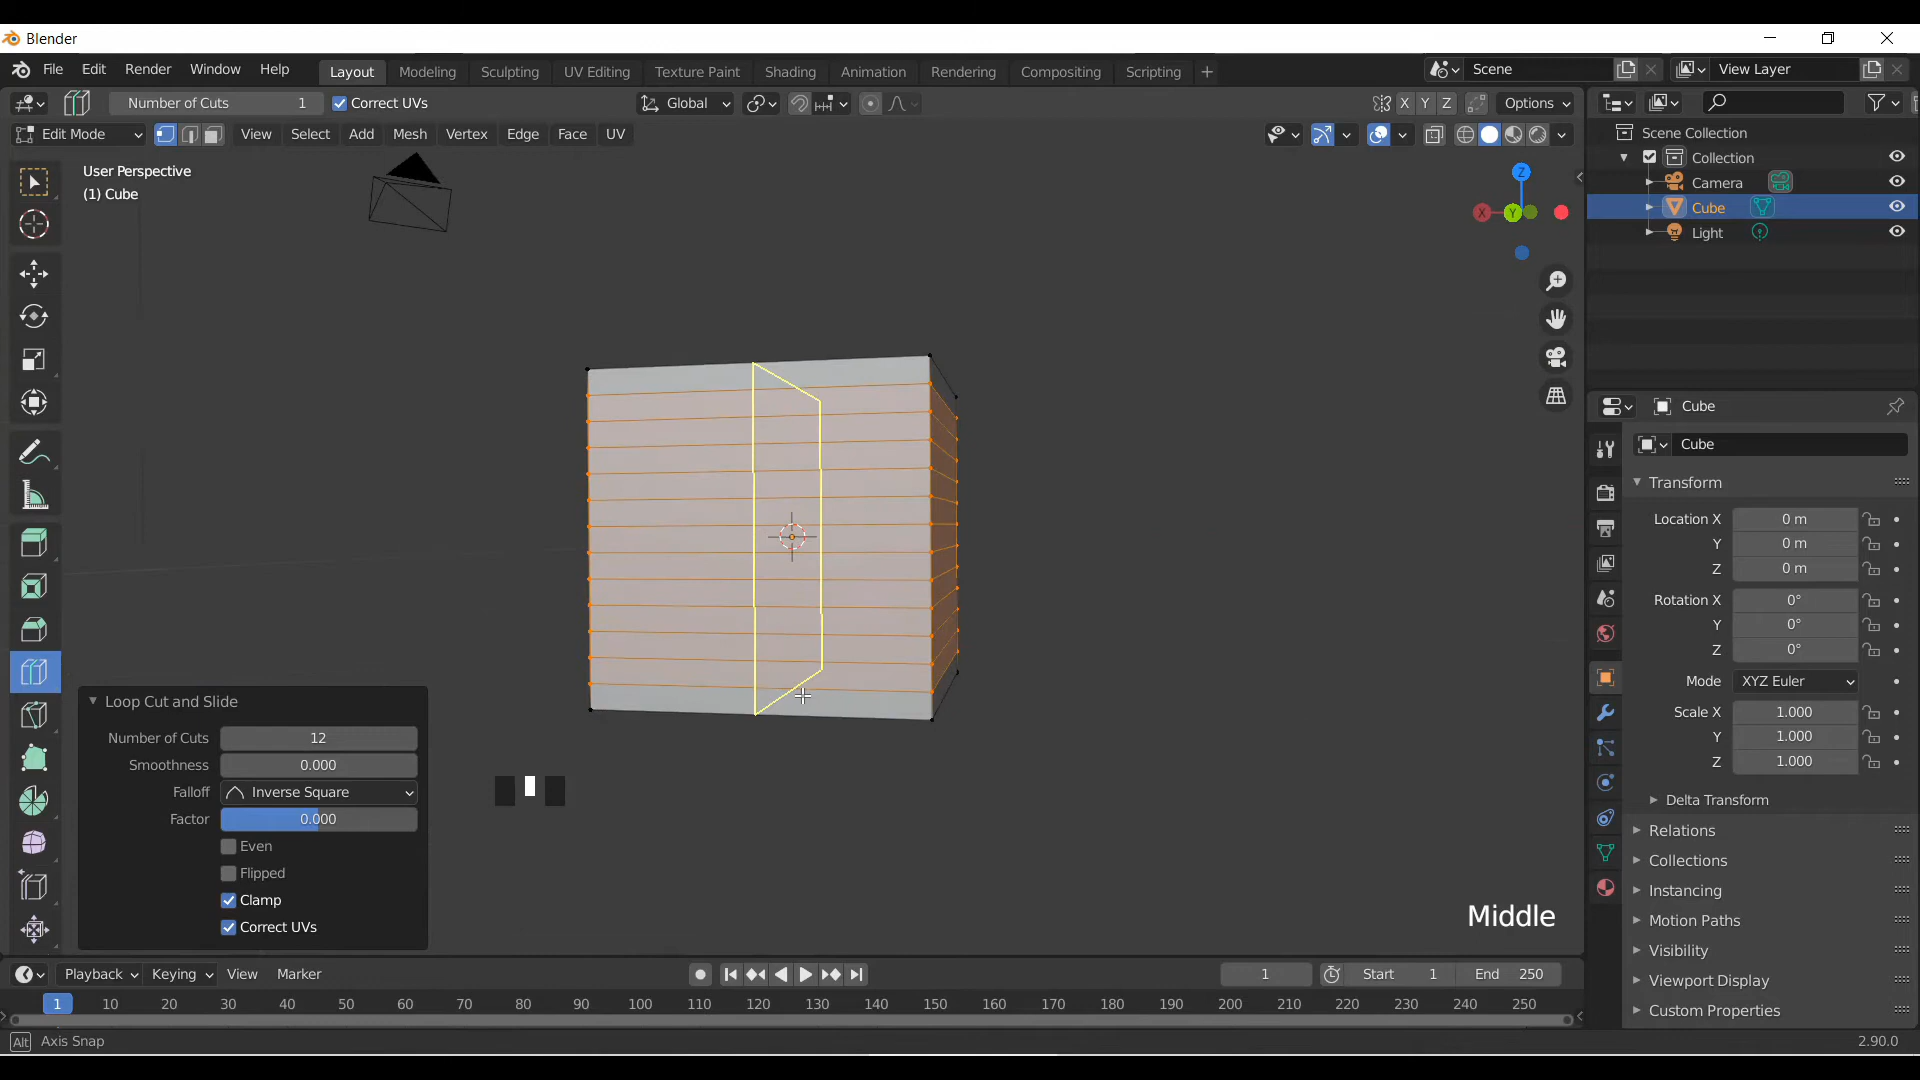 Blender
File Edit Render Window Help Layout Modeling Sculpting UV Editing Texture Paint Shading Animation Rendering Compositing Scripting + Scene View Layer
Number of Cuts 1 Correct UVs Global X Y Z Options
Edit Mode View Select Add Mesh Vertex Edge Face UV
Scene Collection
Collection
Camera
Cube
Light
User Perspective
(1) Cube
Z
X
Y
Cube
Cube
Transform
Location X 0 m
Y 0 m
Z 0 m
Rotation X 0°
Y 0°
Z 0°
Mode XYZ Euler
Scale X 1.000
Y 1.000
Z 1.000
Delta Transform
Relations
Collections
Instancing
Motion Paths
Visibility
Viewport Display
Custom Properties
Loop Cut and Slide
Number of Cuts 12
Smoothness 0.000
Falloff Inverse Square
Factor 0.000
Even
Flipped
Clamp
Correct UVs
Middle
Playback Keying View Marker 1 Start 1 End 250
1 10 20 30 40 50 60 70 80 90 100 110 120 130 140 150 160 170 180 190 200 210 220 230 240 250
Alt Axis Snap 2.90.0